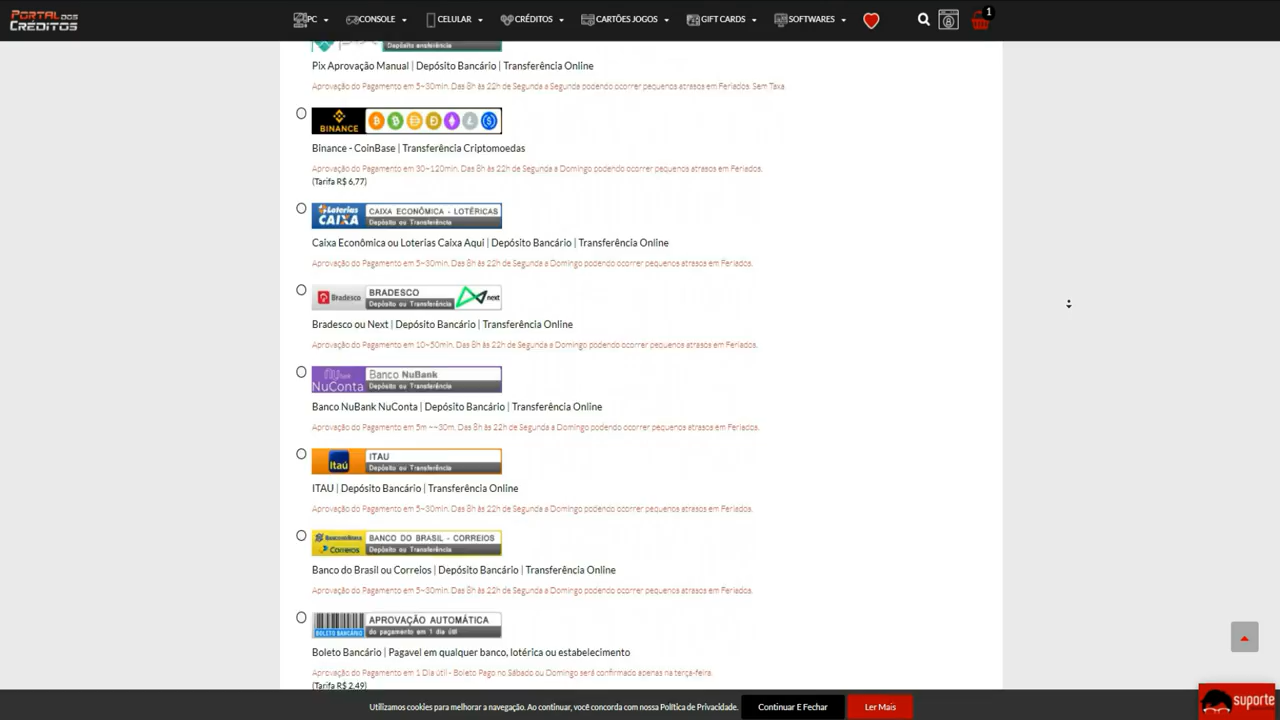 PORTAL DOS CRÉDITOS
PC CONSOLE CELULAR CRÉDITOS CARTÕES JOGOS GIFT CARDS SOFTWARES 1
Pix Aprovação Manual | Depósito Bancário | Transferência Online
Aprovação do Pagamento em 5~30min. Das 8h às 22h de Segunda a Segunda podendo ocorrer pequenos atrasos em Feriados. Sem Taxa
BINANCE
Binance - CoinBase | Transferência Criptomoedas
Aprovação do Pagamento em 30~120min. Das 8h às 22h de Segunda a Domingo podendo ocorrer pequenos atrasos em Feriados.
(Tarifa R$ 6,77)
Loterias CAIXA CAIXA ECONÔMICA - LOTÉRICAS
Depósito ou Transferência
Caixa Econômica ou Loterias Caixa Aqui | Depósito Bancário | Transferência Online
Aprovação do Pagamento em 5~30min. Das 8h às 22h de Segunda a Domingo podendo ocorrer pequenos atrasos em Feriados.
Bradesco BRADESCO next
Depósito ou Transferência
Bradesco ou Next | Depósito Bancário | Transferência Online
Aprovação do Pagamento em 10~50min. Das 8h às 22h de Segunda a Domingo podendo ocorrer pequenos atrasos em Feriados.
Banco NuBank
NuConta Depósito ou Transferência
Banco NuBank NuConta | Depósito Bancário | Transferência Online
Aprovação do Pagamento em 5m ~~30m. Das 8h às 22h de Segunda a Domingo podendo ocorrer pequenos atrasos em Feriados.
Itaú ITAU
Depósito ou Transferência
ITAU | Depósito Bancário | Transferência Online
Aprovação do Pagamento em 5~30min. Das 8h às 22h de Segunda a Domingo podendo ocorrer pequenos atrasos em Feriados.
BANCO DO BRASIL - CORREIOS
Correios Depósito ou Transferência
Banco do Brasil ou Correios | Depósito Bancário | Transferência Online
Aprovação do Pagamento em 5~30min. Das 8h às 22h de Segunda a Domingo podendo ocorrer pequenos atrasos em Feriados.
APROVAÇÃO AUTOMÁTICA
BOLETO BANCÁRIO do pagamento em 1 dia útil
Boleto Bancário | Pagavel em qualquer banco, lotérica ou estabelecimento
Aprovação do Pagamento em 1 Dia útil - Boleto Pago no Sábado ou Domingo será confirmado apenas na terça-feira
(Tarifa R$ 2,49)
suporte
Utilizamos cookies para melhorar a navegação. Ao continuar, você concorda com nossa Política de Privacidade. Continuar E Fechar Ler Mais